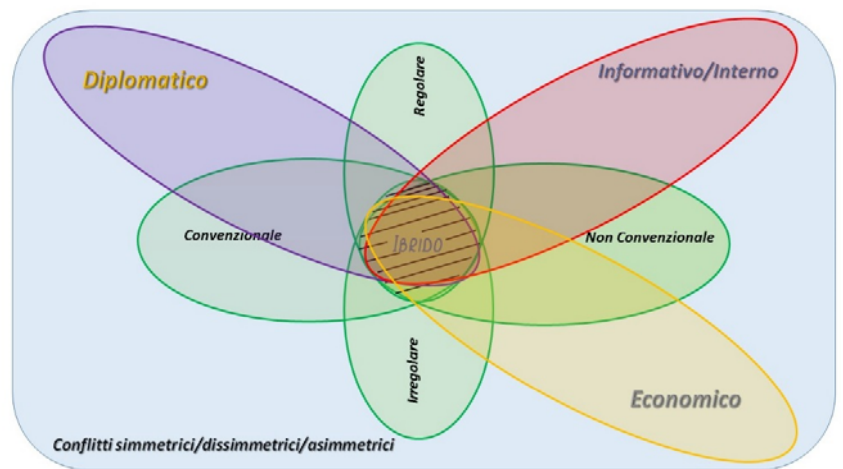 Diplomatico
Regolare
Informativo/Interno
Convenzionale
IBRIDO
Non Convenzionale
Irregolare
Economico
Conflitti simmetrici/dissimmetrici/asimmetrici